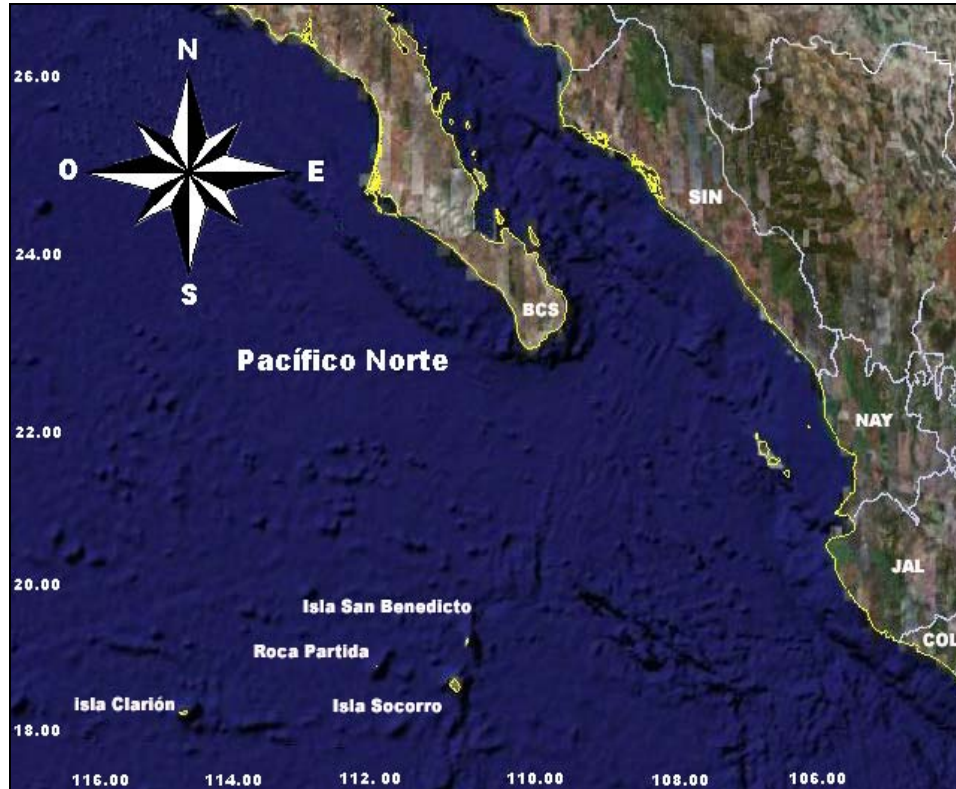 N
26.00
O
E
SIN
24.00
S
BCS
Pacífico Norte
22.00
NAY
JAL
20.00
Isla San Benedicto
COL
Roca Partida
Isla Clarión
Isla Socorro
18.00
116.00 114.00 112.00 110.00 108.00 106.00